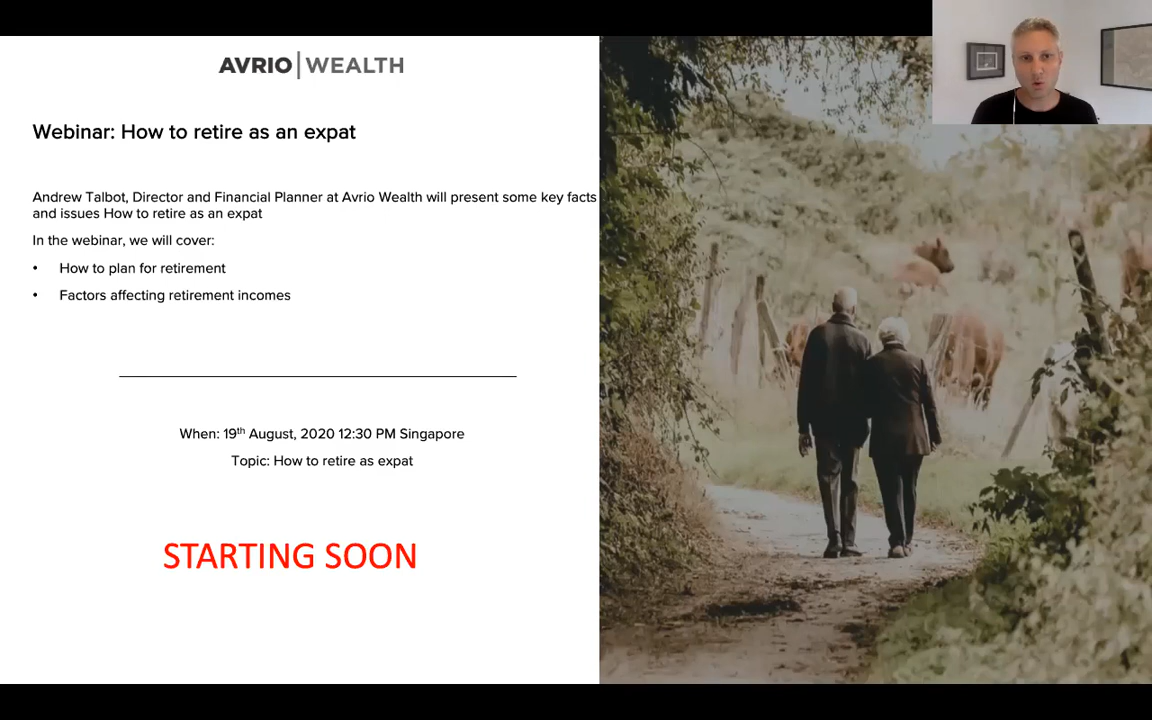 AVRIO|WEALTH
Webinar: How to retire as an expat
Andrew Talbot, Director and Financial Planner at Avrio Wealth will present some key facts
and issues How to retire as an expat
In the webinar, we will cover:
• How to plan for retirement
• Factors affecting retirement incomes
When: 19th August, 2020 12:30 PM Singapore
Topic: How to retire as expat
STARTING SOON